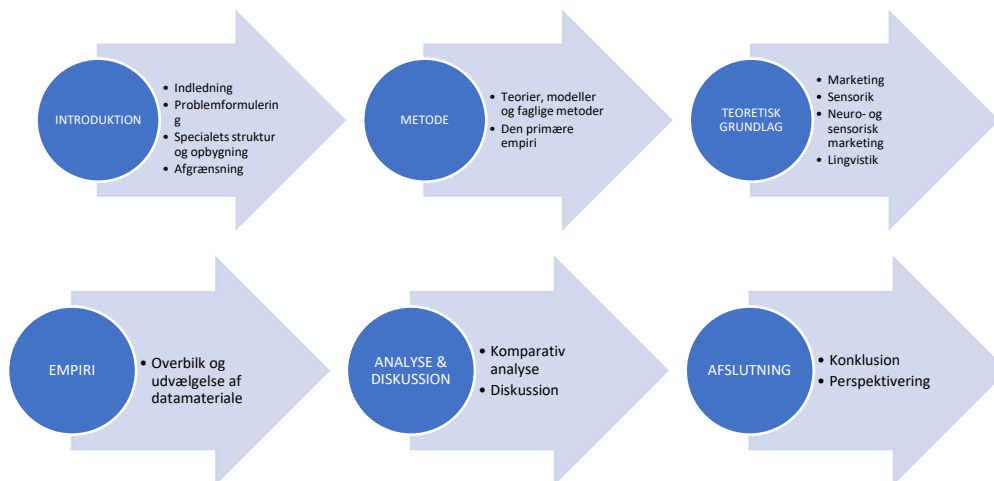 INTRODUKTION
• Indledning
• Problemformulerin
g
• Specialets struktur
og opbygning
• Afgrænsning
METODE
• Teorier, modeller
og faglige metoder
• Den primære
empiri
TEORETISK
GRUNDLAG
• Marketing
• Sensorik
• Neuro- og
sensorisk
marketing
• Lingvistik
EMPIRI
• Overbilk og
udvælgelse af
datamateriale
ANALYSE &
DISKUSSION
• Komparativ
analyse
• Diskussion
AFSLUTNING
• Konklusion
• Perspektivering